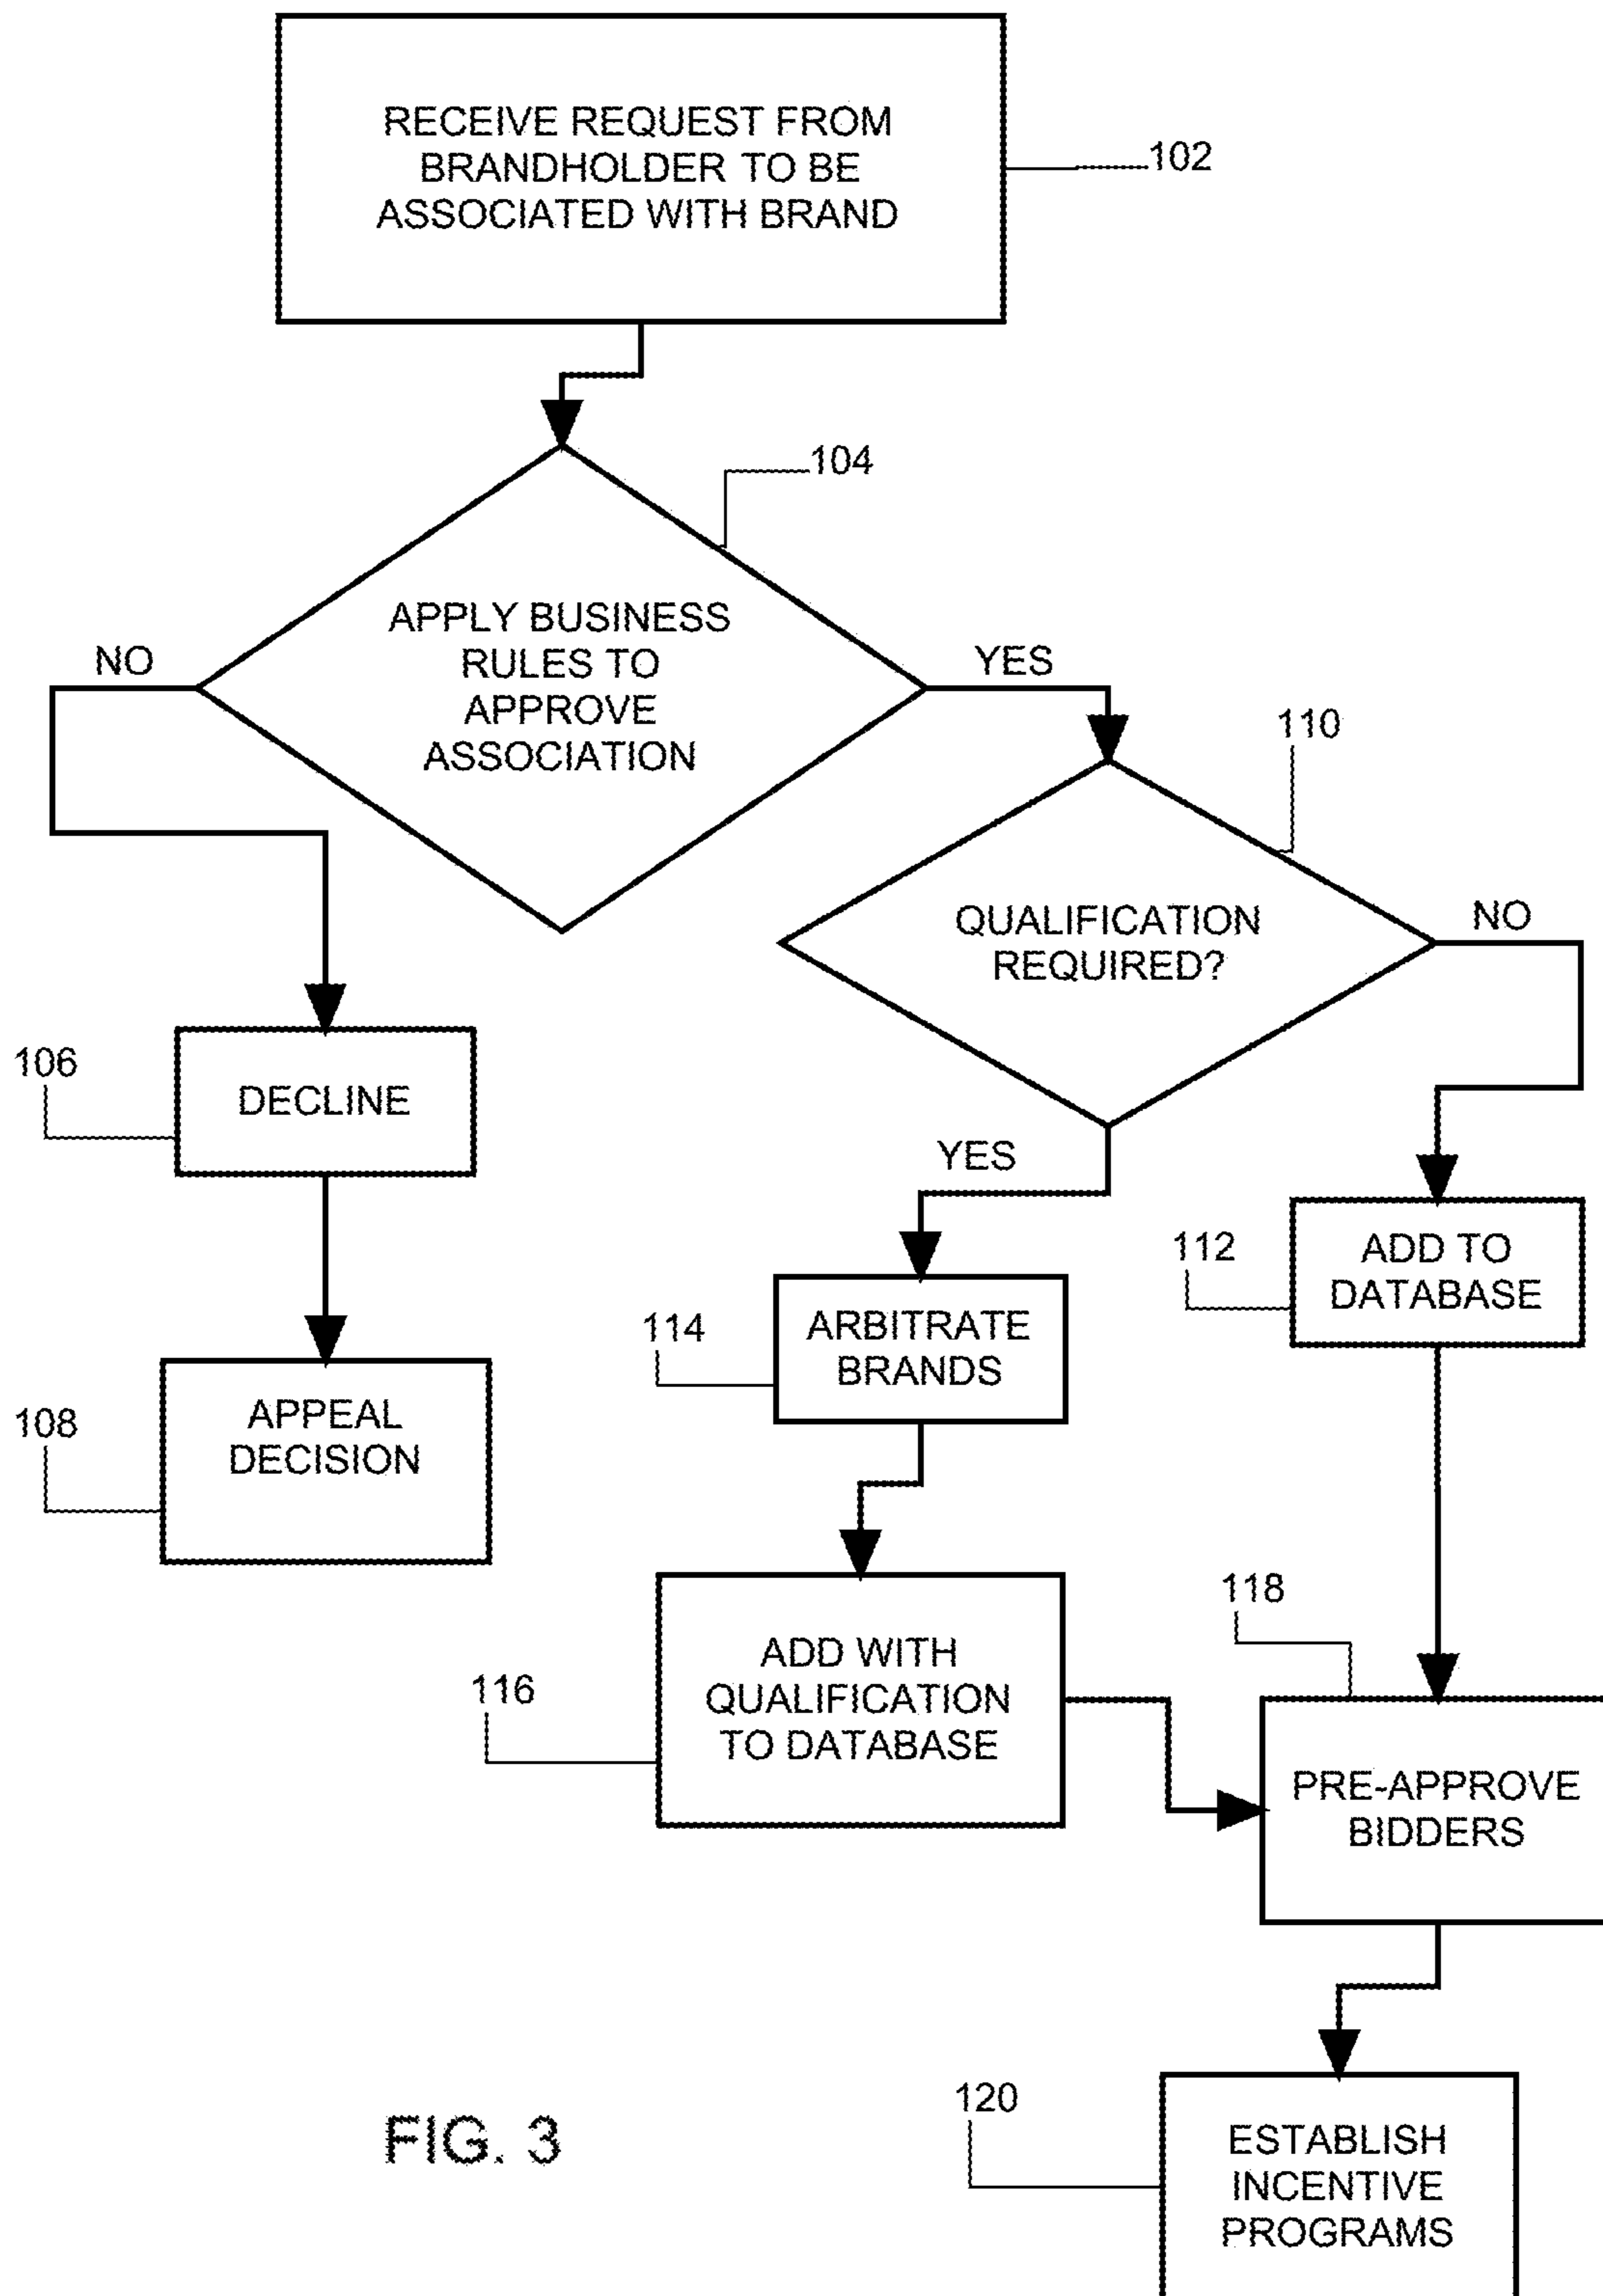 RECEIVE REQUEST FROM
BRANDHOLDER TO BE
ASSOCIATED WITH BRAND
102
104
APPLY BUSINESS
RULES TO
APPROVE
ASSOCIATION
NO
YES
110
QUALIFICATION
REQUIRED?
NO
106
DECLINE
YES
112
ADD TO
DATABASE
114
ARBITRATE
BRANDS
108
APPEAL
DECISION
118
116
ADD WITH
QUALIFICATION
TO DATABASE
PRE-APPROVE
BIDDERS
120
FIG. 3
ESTABLISH
INCENTIVE
PROGRAMS